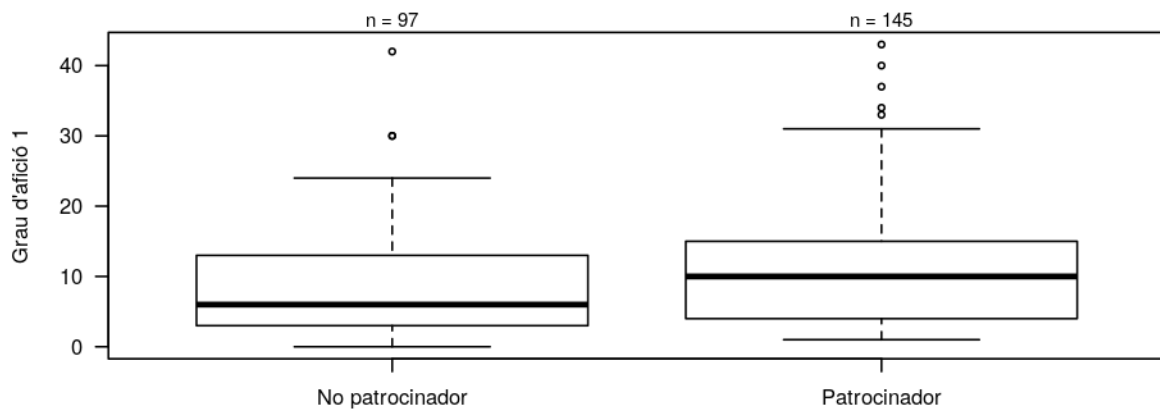 n = 97
n = 145
Grau d'afició 1
40
30
20
10
0
No patrocinador
Patrocinador